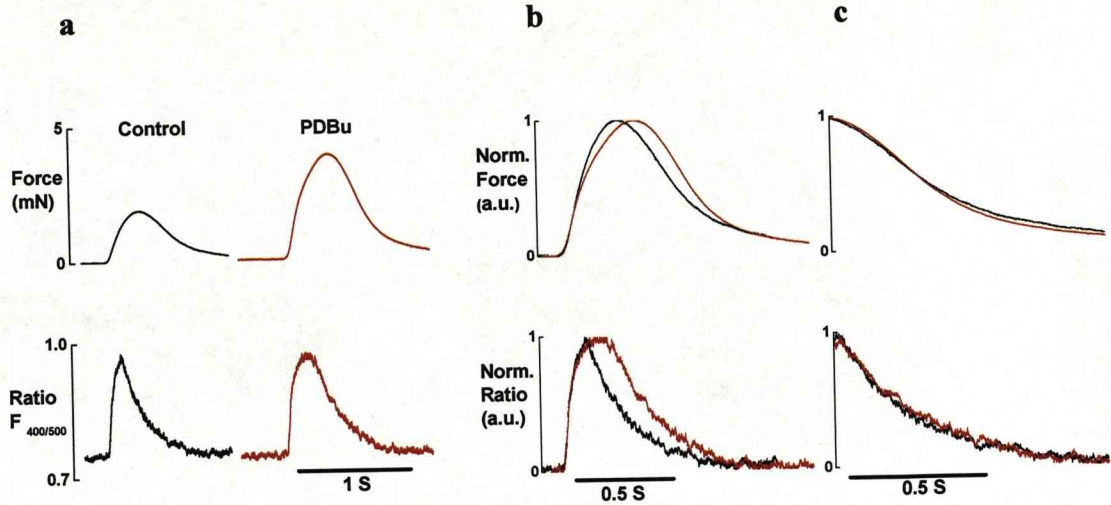 a
b
c
Control
PDBu
5
Force
(mN)
0
1
Norm.
Force
(a.u.)
0
1
0
1.0
Ratio
F 400/500
0.7
1 S
1
Norm.
Ratio
(a.u.)
0
0.5 S
1
0
0.5 S